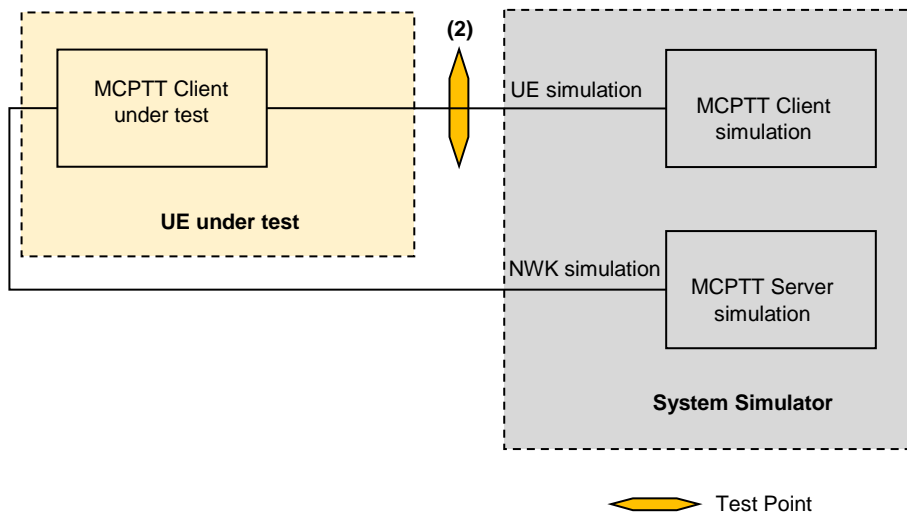 (2)
MCPTT Client
under test
UE simulation
MCPTT Client
simulation
UE under test
NWK simulation
MCPTT Server
simulation
System Simulator
Test Point